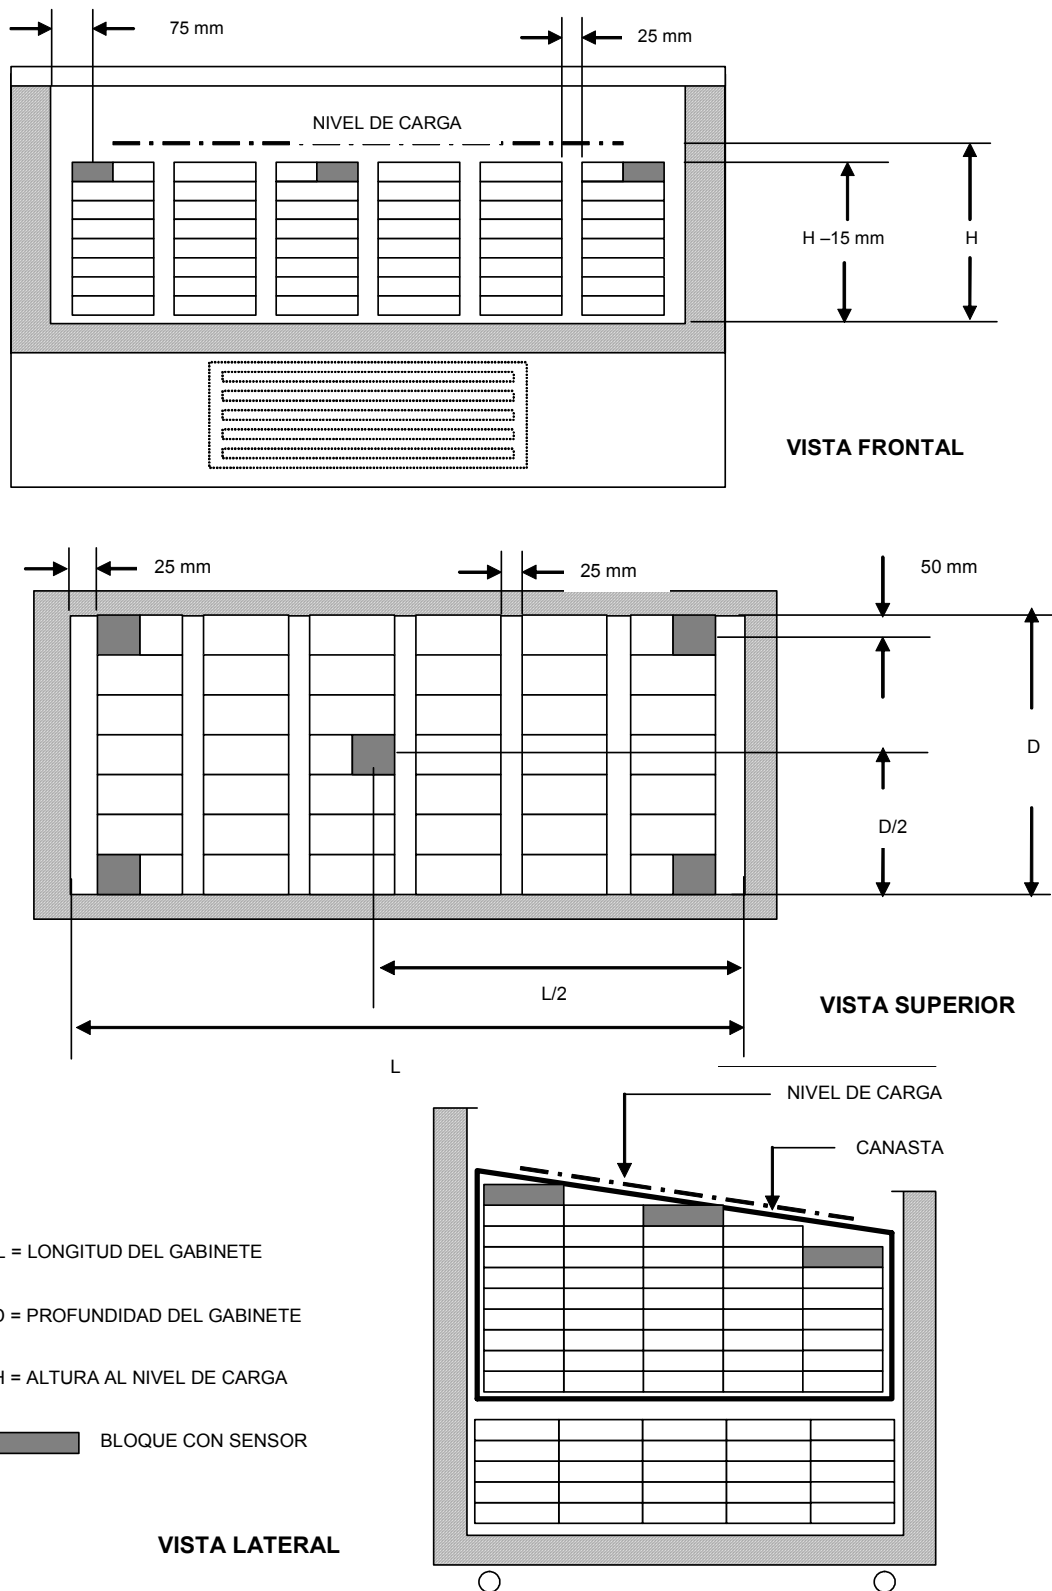 75 mm
25 mm
NIVEL DE CARGA
H –15 mm
H
VISTA FRONTAL
25 mm
25 mm
50 mm
D
D/2
L/2
VISTA SUPERIOR
L
NIVEL DE CARGA
CANASTA
L = LONGITUD DEL GABINETE
D = PROFUNDIDAD DEL GABINETE
H = ALTURA AL NIVEL DE CARGA
BLOQUE CON SENSOR
VISTA LATERAL